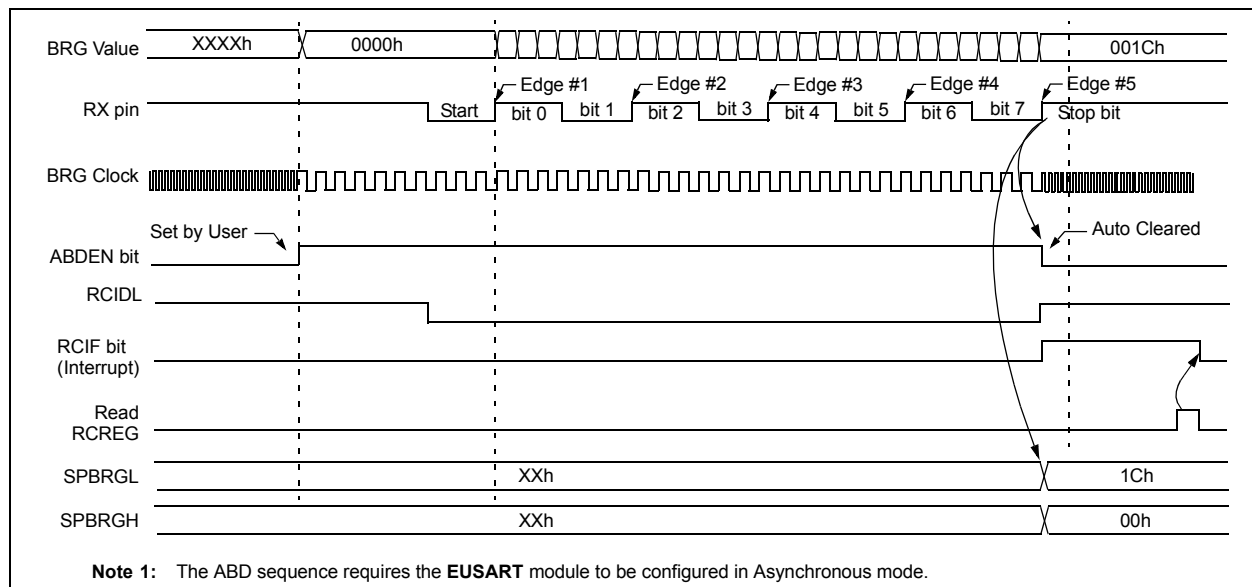 BRG Value XXXXh 0000h 001Ch
Edge #1 Edge #2 Edge #3 Edge #4 Edge #5
RX pin Start bit 0 bit 1 bit 2 bit 3 bit 4 bit 5 bit 6 bit 7 Stop bit
BRG Clock
Set by User Auto Cleared
ABDEN bit
RCIDL
RCIF bit
(Interrupt)
Read
RCREG
SPBRGL XXh 1Ch
SPBRGH XXh 00h
Note 1: The ABD sequence requires the EUSART module to be configured in Asynchronous mode.